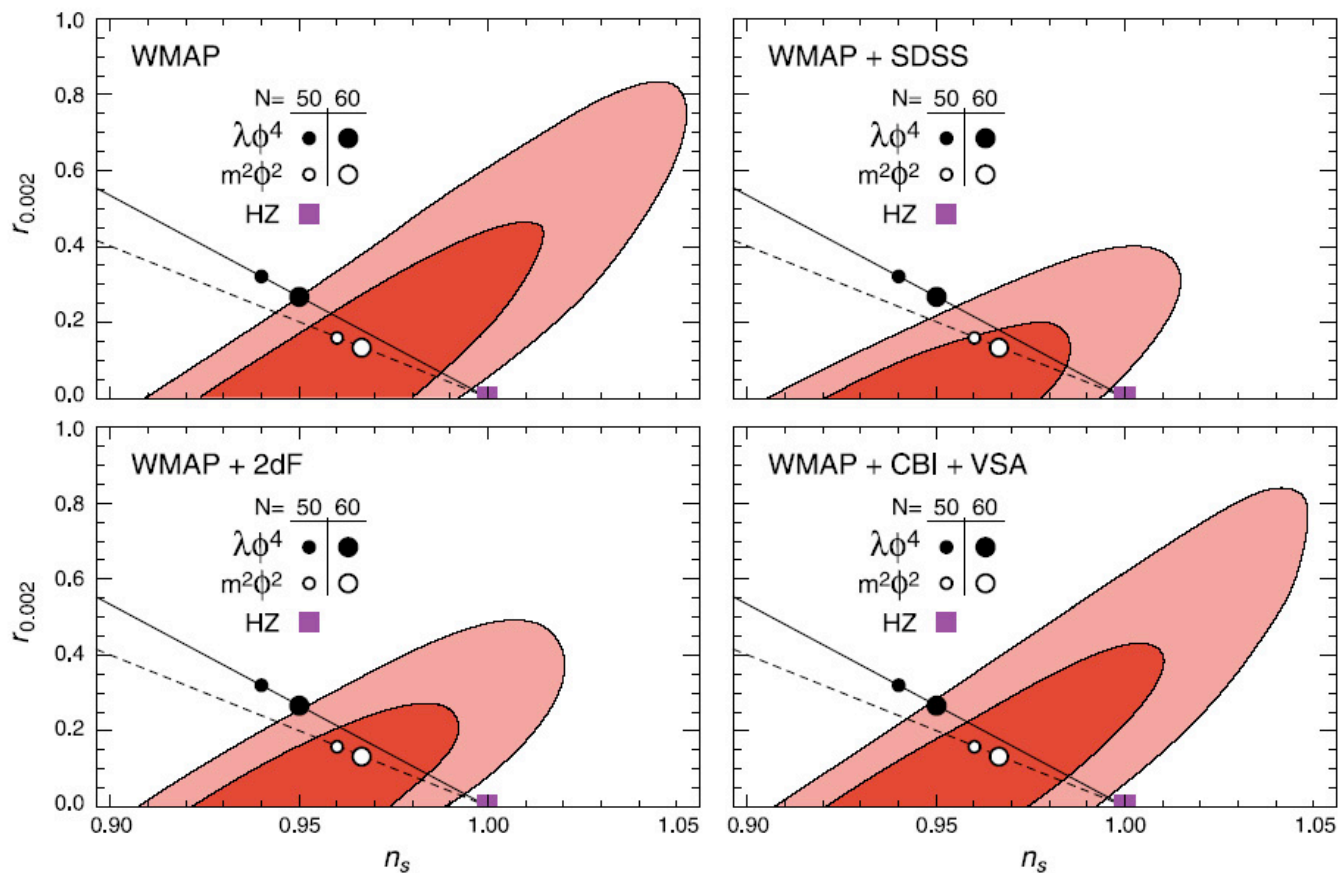 WMAP
N= 50 60
λϕ⁴
m²ϕ²
HZ
1.0
0.8
0.6
0.4
0.2
0.0
r0.002
WMAP + SDSS
N= 50 60
λϕ⁴
m²ϕ²
HZ
WMAP + 2dF
N= 50 60
λϕ⁴
m²ϕ²
HZ
1.0
0.8
0.6
0.4
0.2
0.0
r0.002
0.90 0.95 1.00 1.05
ns
WMAP + CBI + VSA
N= 50 60
λϕ⁴
m²ϕ²
HZ
0.90 0.95 1.00 1.05
ns